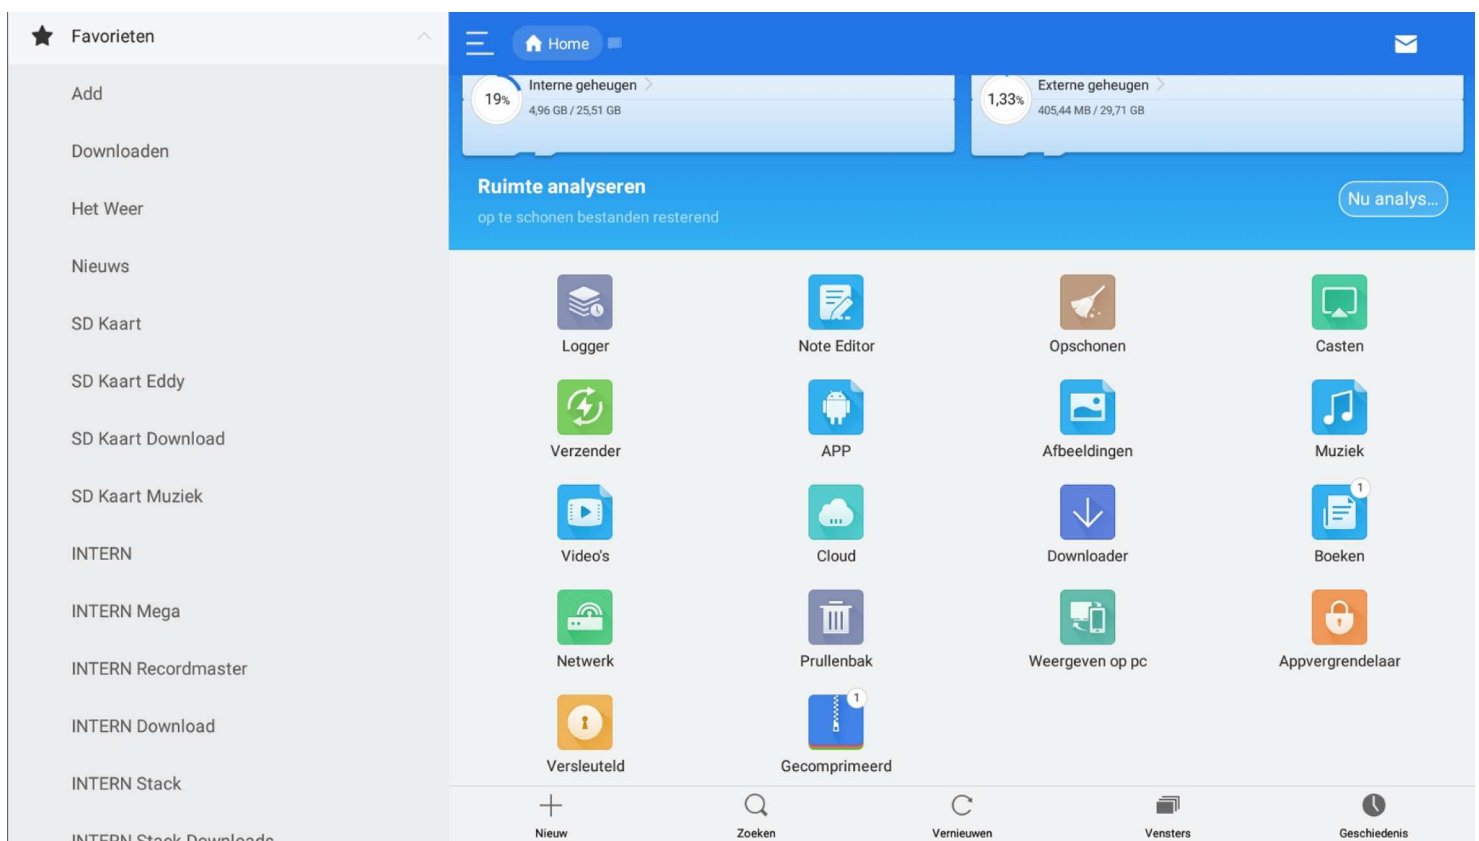 Favorieten
Add
Downloaden
Het Weer
Nieuws
SD Kaart
SD Kaart Eddy
SD Kaart Download
SD Kaart Muziek
INTERN
INTERN Mega
INTERN Recordmaster
INTERN Download
INTERN Stack
INTERN Stack Downloads
Home
19%
Interne geheugen
4,96 GB / 25,51 GB
1,33%
Externe geheugen
405,44 MB / 29,71 GB
Ruimte analyseren
op te schonen bestanden resterend
Nu analys...
Logger
Note Editor
Opschonen
Casten
Verzender
APP
Afbeeldingen
Muziek
Video's
Cloud
Downloader
1
Boeken
Netwerk
Prullenbak
Weergeven op pc
Appvergrendelaar
Versleuteld
1
Gecomprimeerd
Nieuw
Zoeken
Vernieuwen
Vensters
Geschiedenis